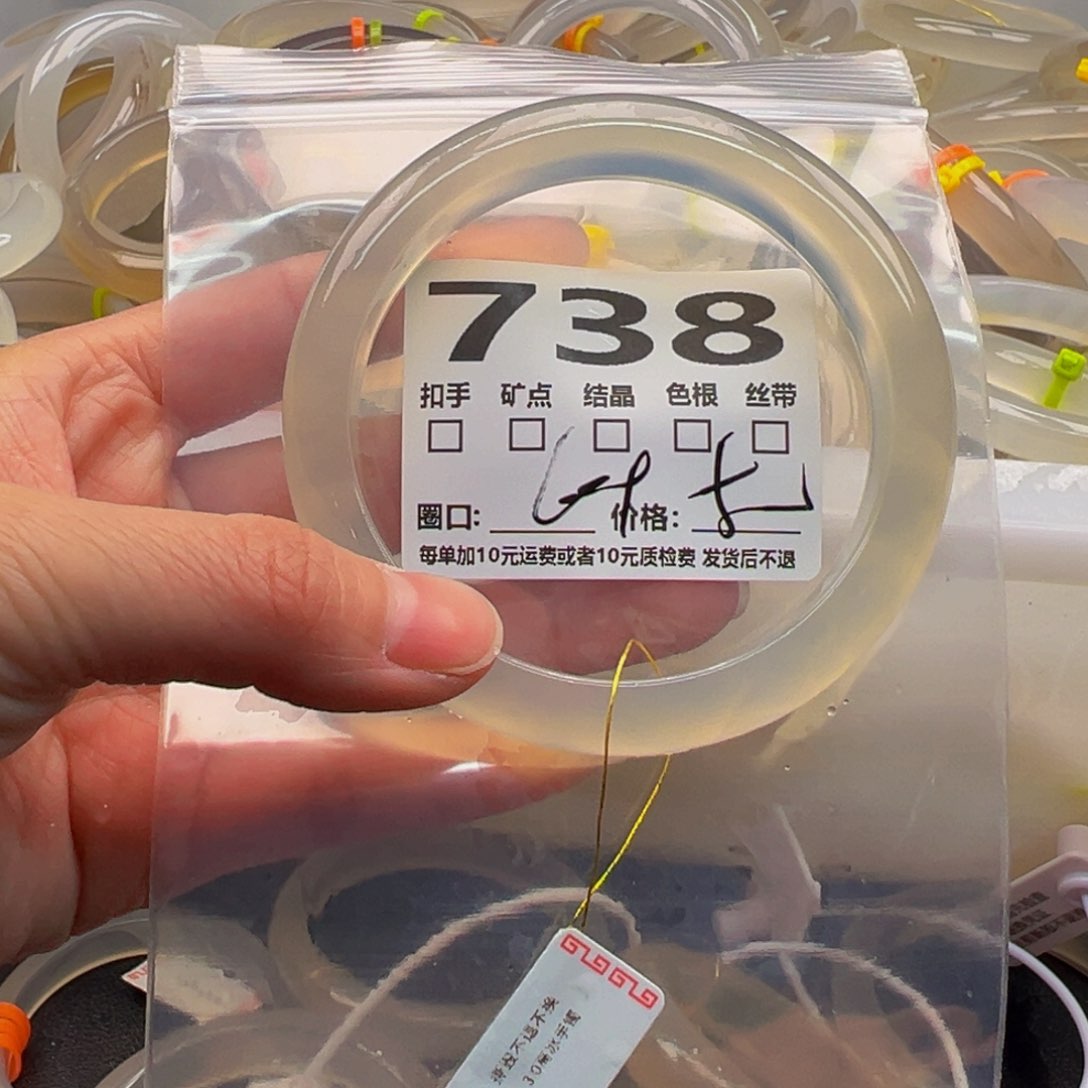 738
扣手 矿点 结晶 色根 丝带
圈口: 价格:
每单加10元运费或者10元质检费 发货后不退